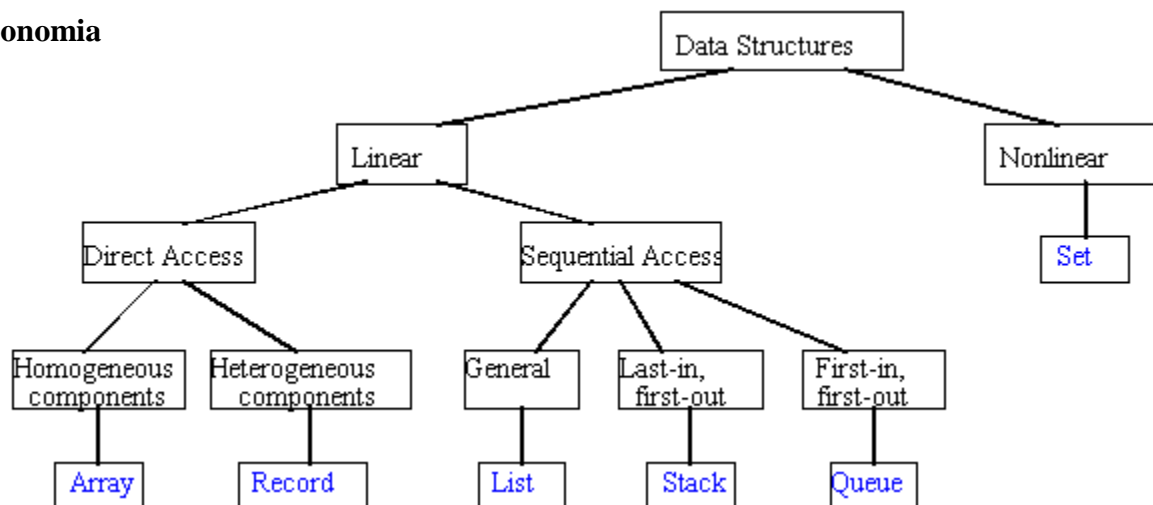 onomia
Data Structures
Linear
Nonlinear
Direct Access
Sequential Access
Set
Homogeneous
components
Heterogeneous
components
General
Last-in,
first-out
First-in,
first-out
Array
Record
List
Stack
Queue